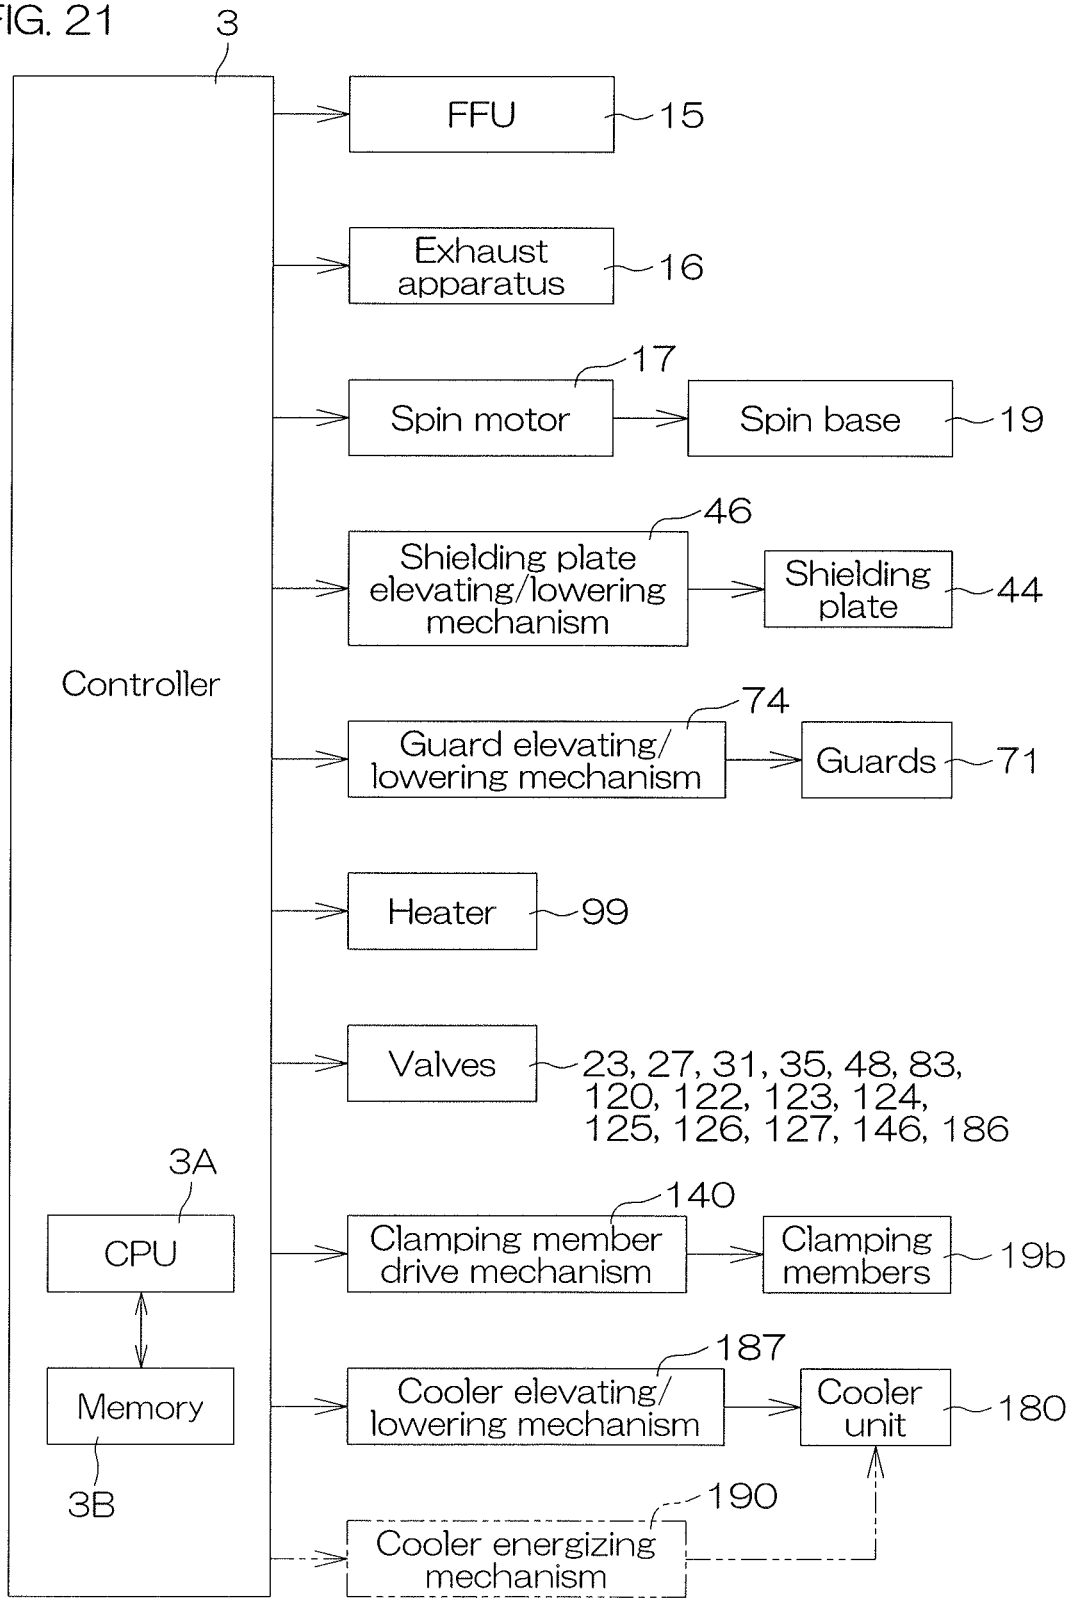 FIG. 21
3
FFU
15
Exhaust
apparatus
16
17
Spin motor
Spin base
19
46
Shielding plate
elevating/lowering
mechanism
Shielding
plate
44
Controller
74
Guard elevating/
lowering mechanism
Guards
71
Heater
99
Valves
23, 27, 31, 35, 48, 83,
120, 122, 123, 124,
125, 126, 127, 146, 186
3A
CPU
140
Clamping member
drive mechanism
Clamping
members
19b
187
Memory
Cooler elevating/
lowering mechanism
Cooler
unit
180
3B
190
Cooler energizing
mechanism